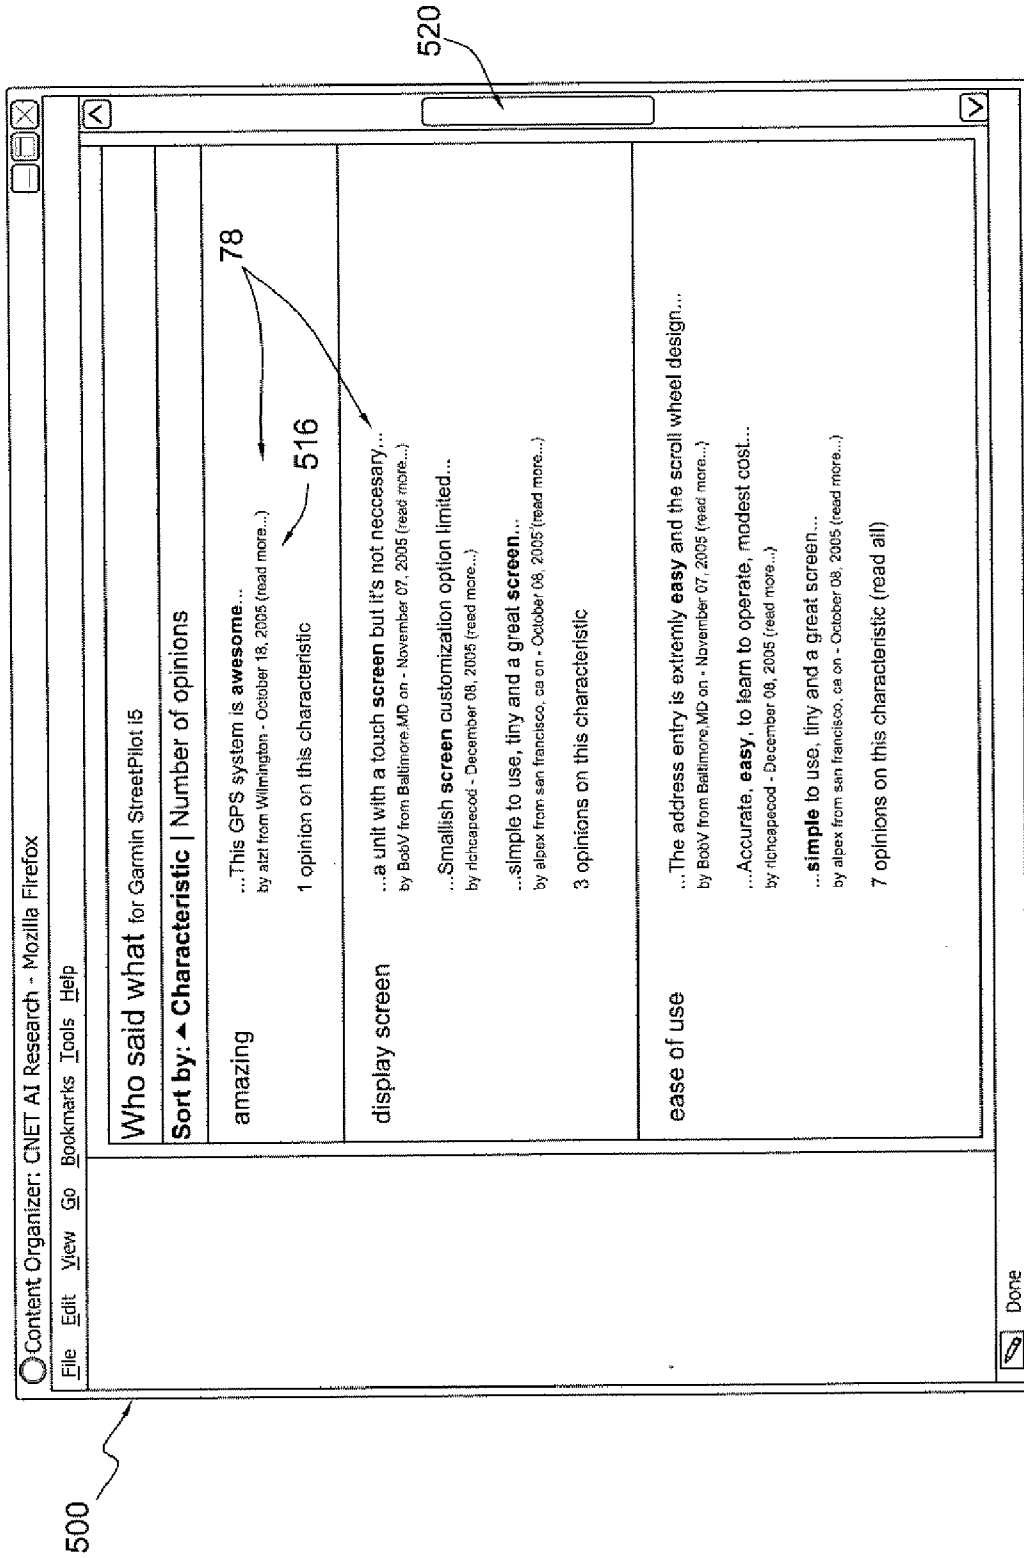 500
Content Organizer: CNET AI Research - Mozilla Firefox
File Edit View Go Bookmarks Tools Help
Who said what for Garmin StreetPilot i5
Sort by: ▲ Characteristic | Number of opinions
amazing
...This GPS system is awesome...
by atzt from Wilmington - October 18, 2005 (read more...)
1 opinion on this characteristic
516
78
display screen
...a unit with a touch screen but it's not neccesary,...
by BobV from Baltimore,MD on - November 07, 2005 (read more...)
...Smallish screen customization option limited...
by richcapecod - December 08, 2005 (read more...)
...simple to use, tiny and a great screen...
by alpex from san francisco, ca on - October 08, 2005 (read more...)
3 opinions on this characteristic
520
ease of use
...The address entry is extremly easy and the scroll wheel design...
by BobV from Baltimore,MD on - November 07, 2005 (read more...)
...Accurate, easy, to learn to operate, modest cost...
by richcapecod - December 08, 2005 (read more...)
...simple to use, tiny and a great screen...
by alpex from san francisco, ca on - October 08, 2005 (read more...)
7 opinions on this characteristic (read all)
Done